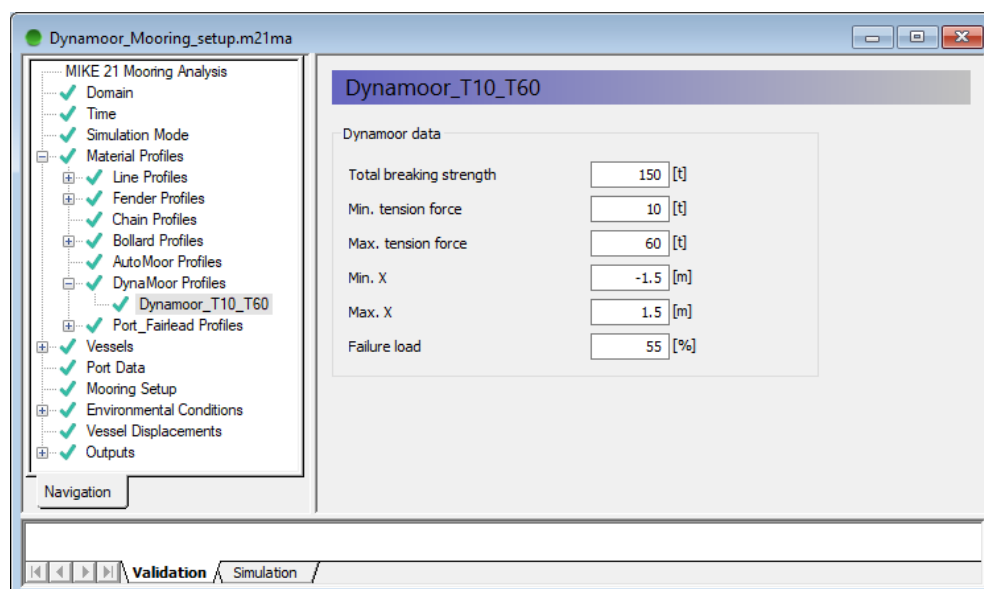 Dynamoor_Mooring_setup.m21ma
MIKE 21 Mooring Analysis
Domain
Time
Simulation Mode
Material Profiles
Line Profiles
Fender Profiles
Chain Profiles
Bollard Profiles
AutoMoor Profiles
DynaMoor Profiles
Dynamoor_T10_T60
Port_Fairlead Profiles
Vessels
Port Data
Mooring Setup
Environmental Conditions
Vessel Displacements
Outputs
Navigation
Dynamoor_T10_T60
Dynamoor data
Total breaking strength 150 [t]
Min. tension force 10 [t]
Max. tension force 60 [t]
Min. X -1.5 [m]
Max. X 1.5 [m]
Failure load 55 [%]
Validation Simulation